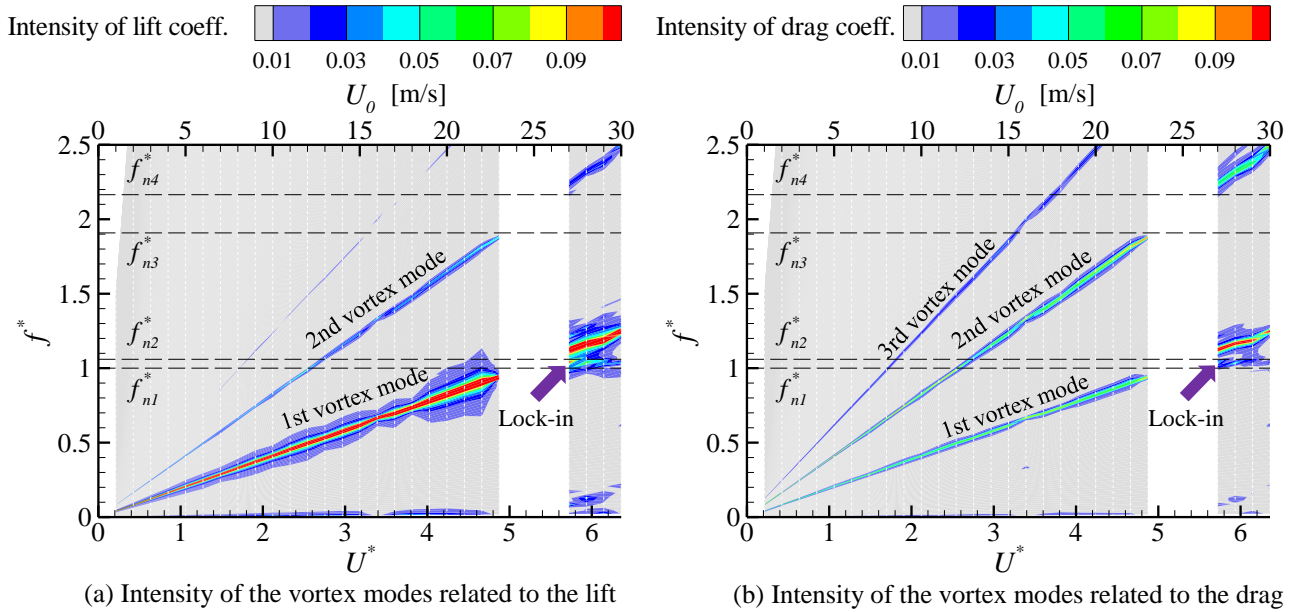 Intensity of lift coeff.
0.01 0.03 0.05 0.07 0.09
U0 [m/s]
0 5 10 15 20 25 30
2.5
2
1.5
1
0.5
0
f*
f*n4
f*n3
f*n2
f*n1
2nd vortex mode
1st vortex mode
Lock-in
0 1 2 3 4 5 6
U*
(a) Intensity of the vortex modes related to the lift
Intensity of drag coeff.
0.01 0.03 0.05 0.07 0.09
U0 [m/s]
0 5 10 15 20 25 30
2.5
2
1.5
1
0.5
0
f*
f*n4
f*n3
f*n2
f*n1
3rd vortex mode
2nd vortex mode
1st vortex mode
Lock-in
0 1 2 3 4 5 6
U*
(b) Intensity of the vortex modes related to the drag